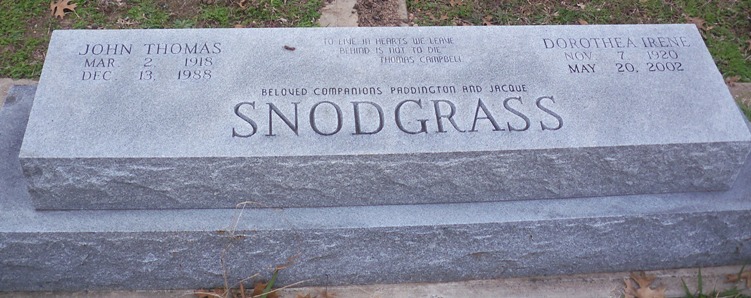 JOHN THOMAS
MAR. 2, 1918
DEC. 13, 1988
TO LIVE IN HEARTS WE LEAVE
BEHIND IS NOT TO DIE
THOMAS CAMPBELL
DOROTHEA IRENE
NOV. 7, 1920
MAY 20, 2002
BELOVED COMPANIONS PADDINGTON AND JACQUE
SNODGRASS